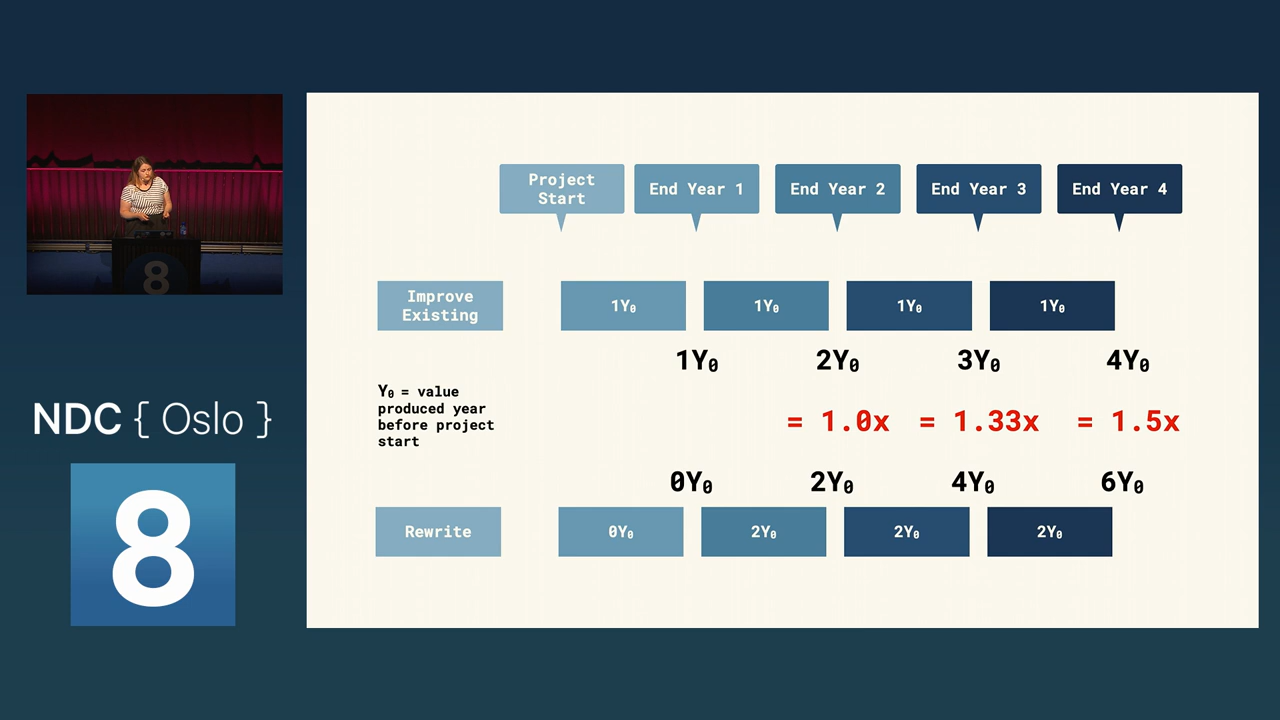 Project
Start
End Year 1
End Year 2
End Year 3
End Year 4
Improve
Existing
1Y₀
1Y₀
1Y₀
1Y₀
1Y₀
2Y₀
3Y₀
4Y₀
Y₀ = value
produced year
before project
start
= 1.0x
= 1.33x
= 1.5x
0Y₀
2Y₀
4Y₀
6Y₀
Rewrite
0Y₀
2Y₀
2Y₀
2Y₀
8
NDC { Oslo }
8